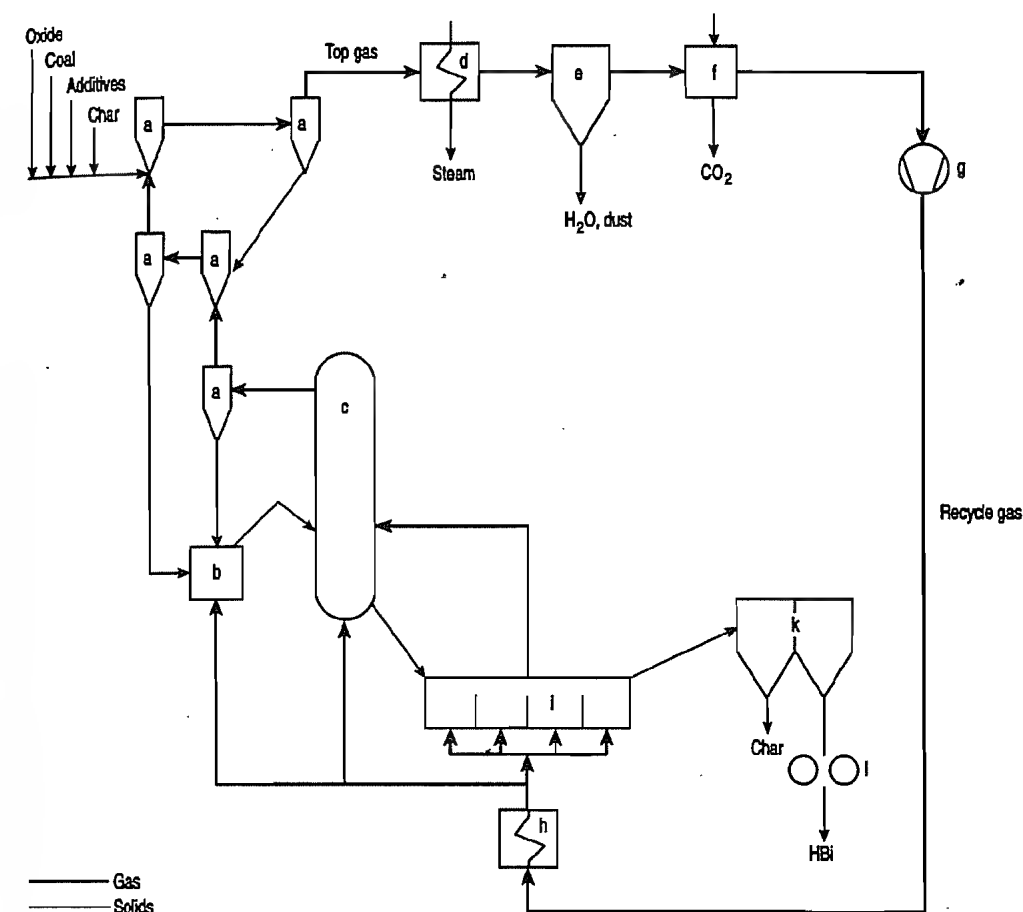 Oxide
Coal
Additives
Char
Top gas
a
a
d
e
f
g
Steam
H₂O, dust
CO₂
a
a
a
c
b
Recycle gas
i
k
Char
l
h
HBi
Gas
Solids